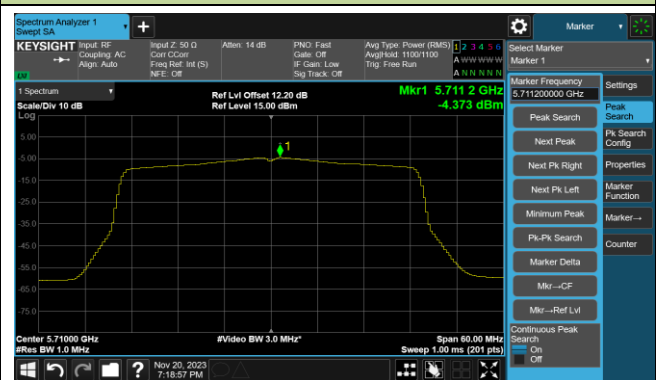 Spectrum Analyzer 1
Swept SA
Marker
KEYSIGHT
Input: RF
Coupling: AC
Align: Auto
Input Z: 50 Ω
Corr CCorr
Freq Ref: Int (S)
NFE: Off
Atten: 14 dB
PNO: Fast
Gate: Off
IF Gain: Low
Sig Track: Off
Avg Type: Power (RMS)
Avg|Hold: 1100/1100
Trig: Free Run
1 2 3 4 5 6
A W W W W W
A N N N N N
Select Marker
Marker 1
1 Spectrum
Scale/Div 10 dB
Ref Lvl Offset 12.20 dB
Ref Level 15.00 dBm
Mkr1 5.711 2 GHz
-4.373 dBm
Log
5.00
-5.00
-15.0
-25.0
-35.0
-45.0
-55.0
-65.0
-75.0
1
Center 5.71000 GHz
#Res BW 1.0 MHz
#Video BW 3.0 MHz*
Span 60.00 MHz
Sweep 1.00 ms (201 pts)
Marker Frequency
5.711200000 GHz
Peak Search
Next Peak
Next Pk Right
Next Pk Left
Minimum Peak
Pk-Pk Search
Marker Delta
Mkr→CF
Mkr→Ref Lvl
Continuous Peak
Search
On
Off
Settings
Peak
Search
Pk Search
Config
Properties
Marker
Function
Marker→
Counter
Nov 20, 2023
7:18:57 PM